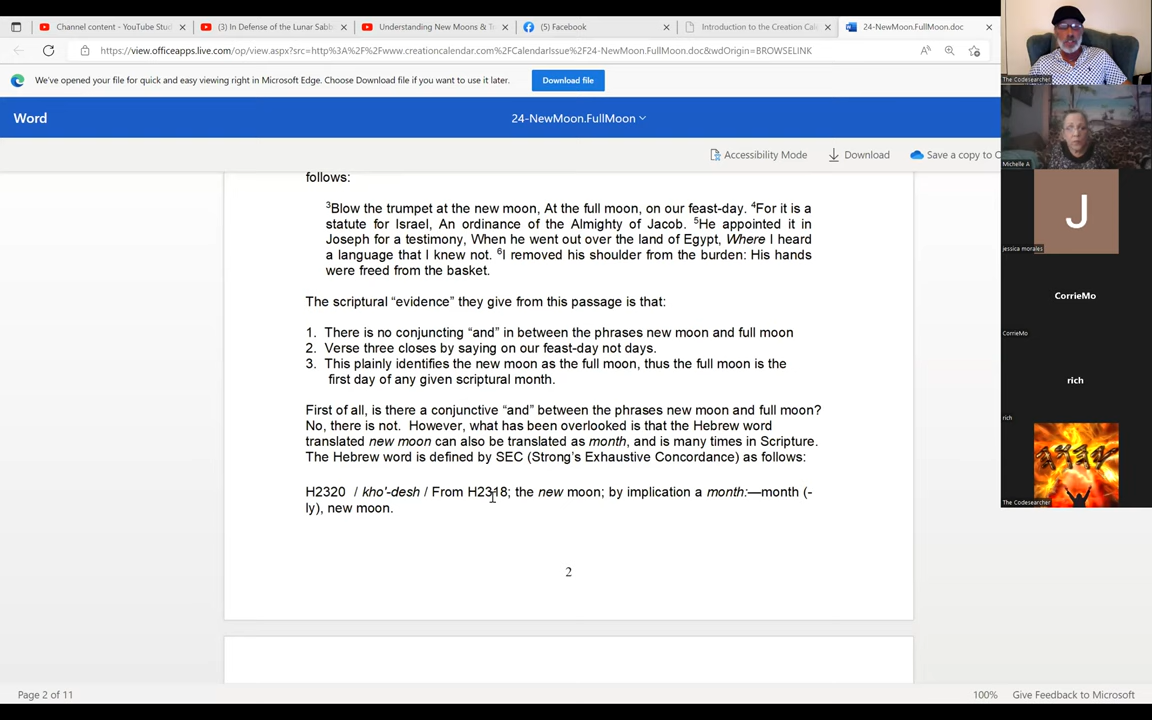 Channel content - YouTube Stud
(3) In Defense of the Lunar Sabb
Understanding New Moons & T
(5) Facebook
Introduction to the Creation Cal
24-NewMoon.FullMoon.doc
https://view.officeapps.live.com/op/view.aspx?src=http%3A%2F%2Fwww.creationcalendar.com%2FCalendarIssue%2F24-NewMoon.FullMoon.doc&wdOrigin=BROWSELINK
We've opened your file for quick and easy viewing right in Microsoft Edge. Choose Download file if you want to use it later.
Download file
Word
24-NewMoon.FullMoon
Accessibility Mode
Download
Save a copy to O
follows:
3Blow the trumpet at the new moon, At the full moon, on our feast-day. 4For it is a
statute for Israel, An ordinance of the Almighty of Jacob. 5He appointed it in
Joseph for a testimony, When he went out over the land of Egypt, Where I heard
a language that I knew not. 6I removed his shoulder from the burden: His hands
were freed from the basket.
The scriptural “evidence” they give from this passage is that:
1. There is no conjuncting “and” in between the phrases new moon and full moon
2. Verse three closes by saying on our feast-day not days.
3. This plainly identifies the new moon as the full moon, thus the full moon is the
first day of any given scriptural month.
First of all, is there a conjunctive “and” between the phrases new moon and full moon?
No, there is not. However, what has been overlooked is that the Hebrew word
translated new moon can also be translated as month, and is many times in Scripture.
The Hebrew word is defined by SEC (Strong’s Exhaustive Concordance) as follows:
H2320 / kho’-desh / From H2318; the new moon; by implication a month:—month (-
ly), new moon.
2
Page 2 of 11
100%
Give Feedback to Microsoft
The Codesearcher
Michelle A
J
jessica morales
CorrieMo
CorrieMo
rich
rich
The Codesearcher